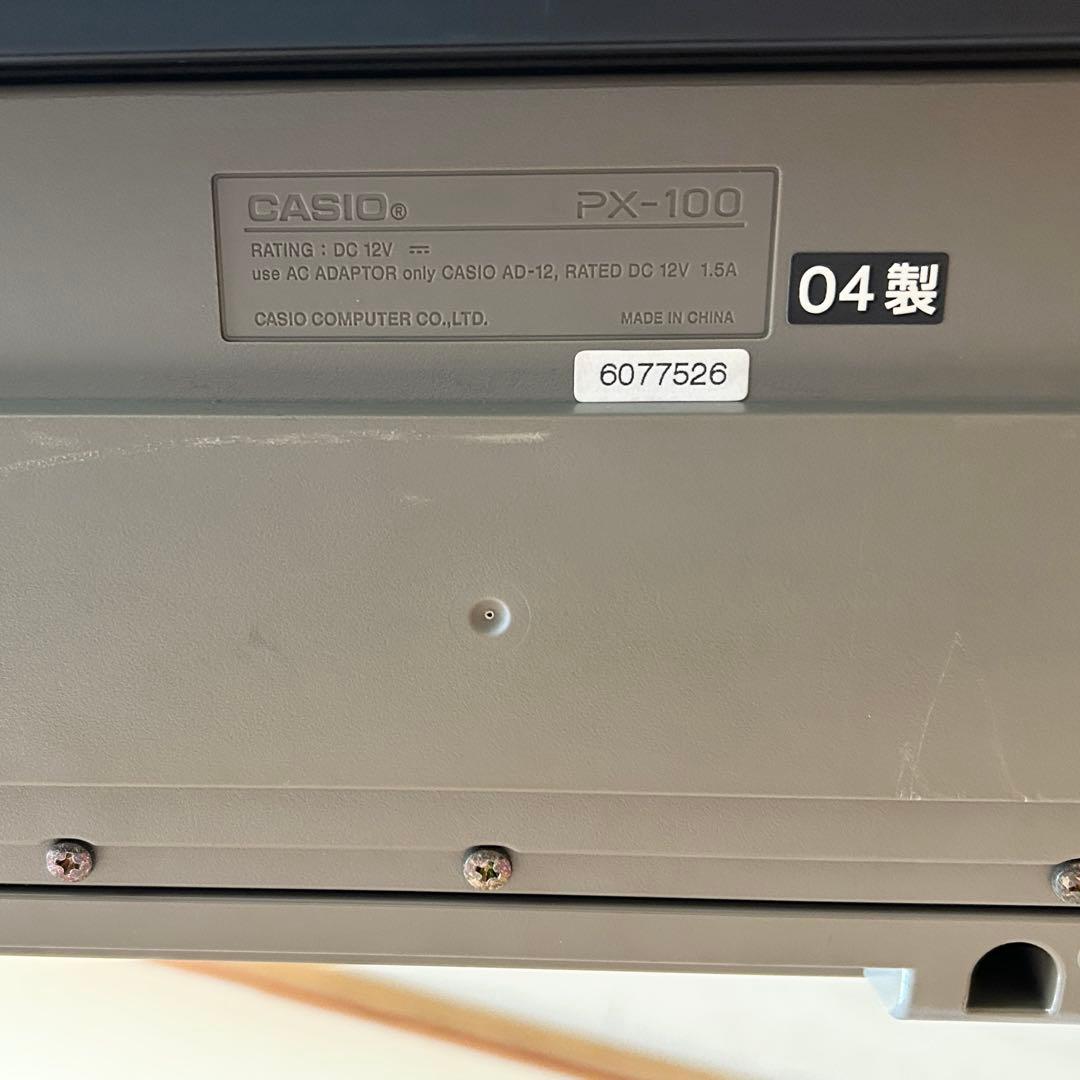 CASIO® PX-100
RATING : DC 12V ⎓
use AC ADAPTOR only CASIO AD-12, RATED DC 12V 1.5A
CASIO COMPUTER CO.,LTD. MADE IN CHINA
04製
6077526